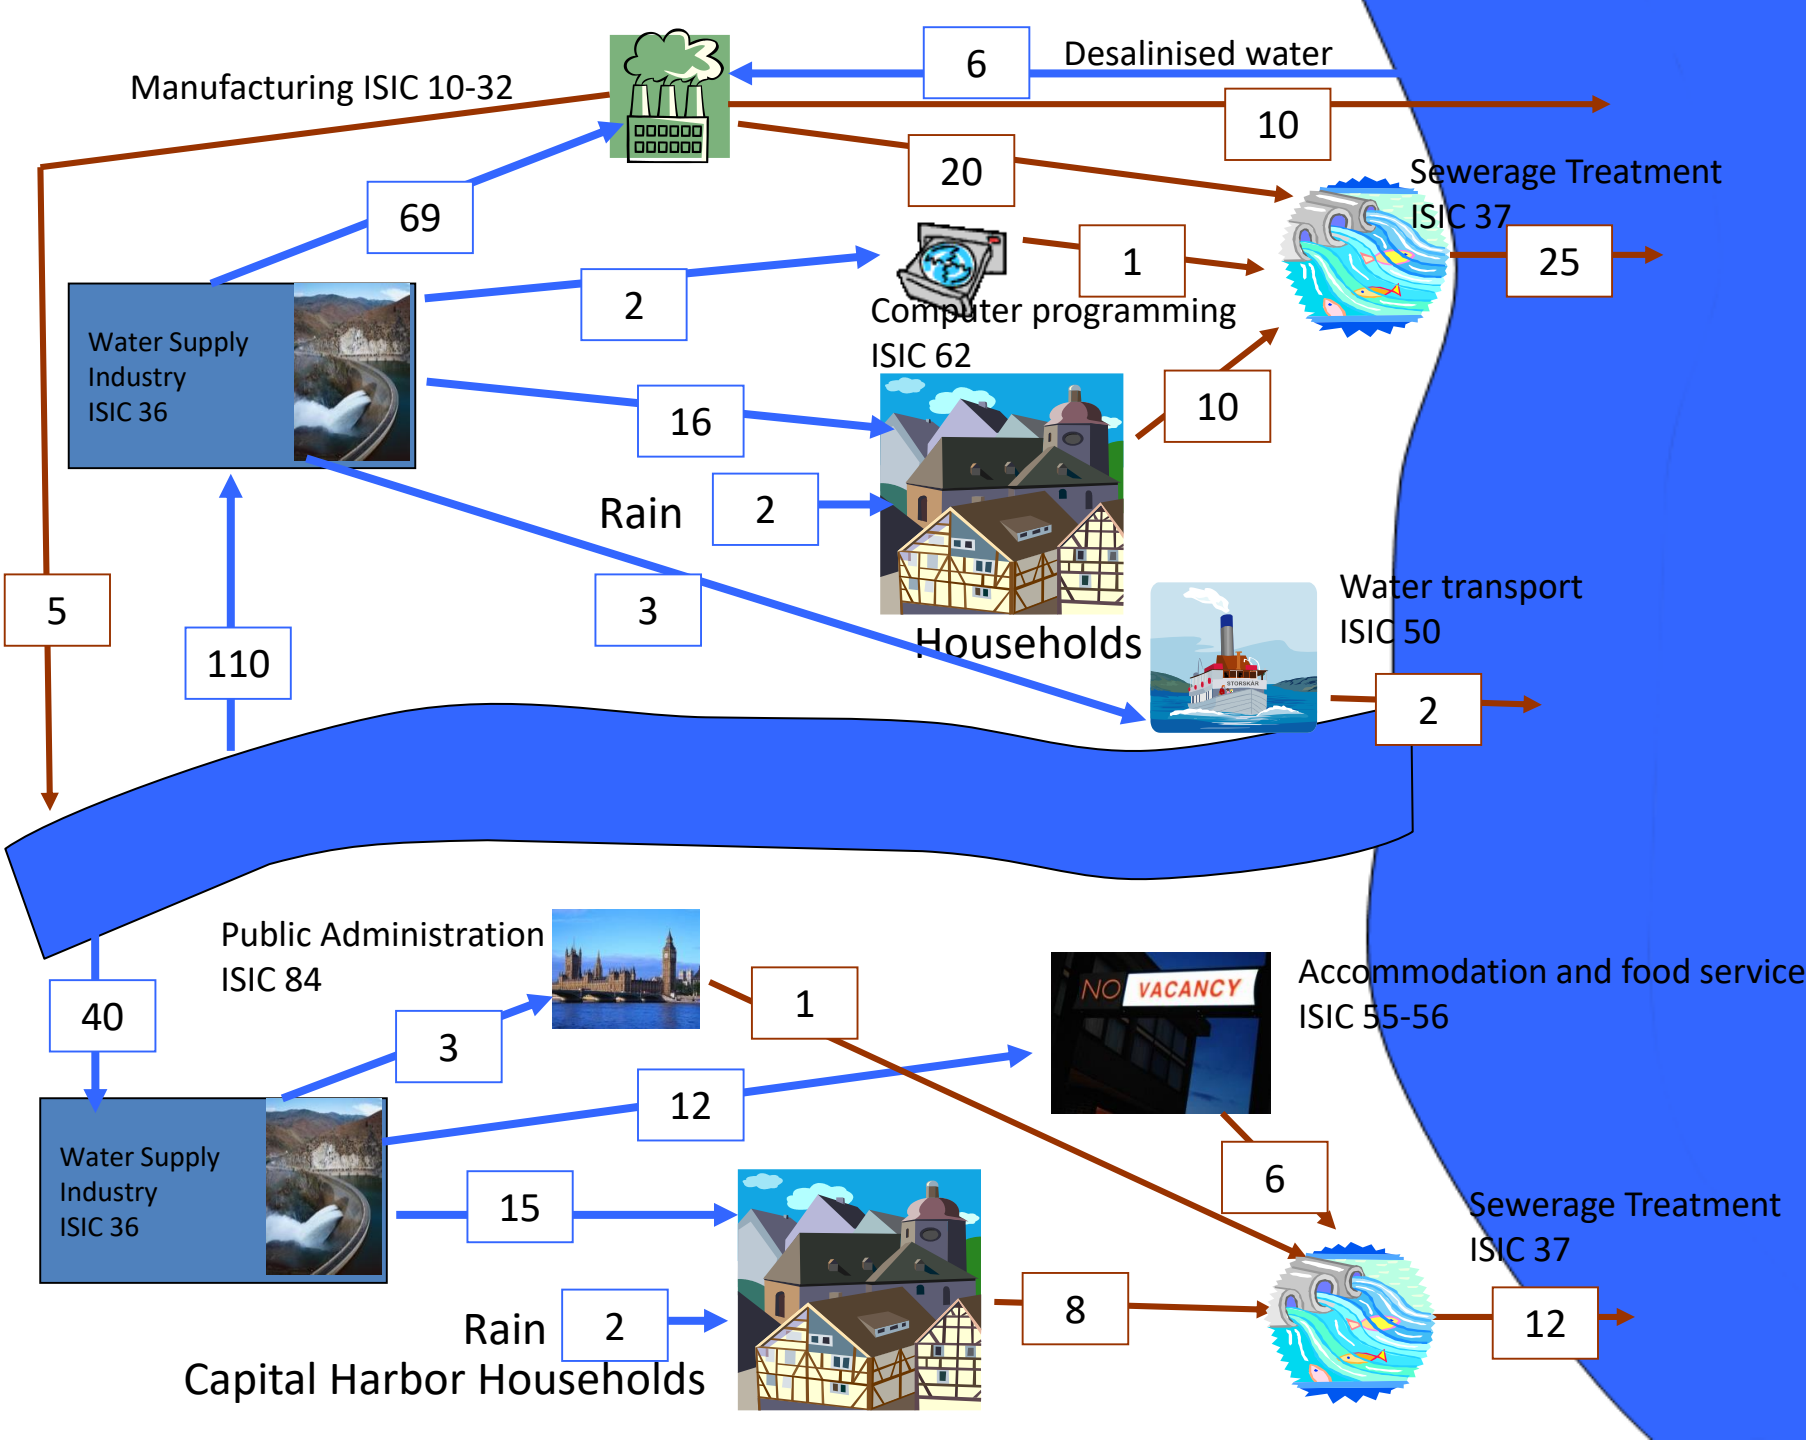 6
Desalinised water
Manufacturing ISIC 10-32
10
20
Sewerage Treatment
ISIC 37
69
1
25
2
Computer programming
ISIC 62
Water Supply
Industry
ISIC 36
16
10
Rain
2
5
3
Water transport
ISIC 50
Households
110
STORSKAR
2
Public Administration
ISIC 84
40
3
1
NO VACANCY
Accommodation and food service
ISIC 55-56
12
Water Supply
Industry
ISIC 36
15
6
Sewerage Treatment
ISIC 37
Rain
2
8
12
Capital Harbor Households